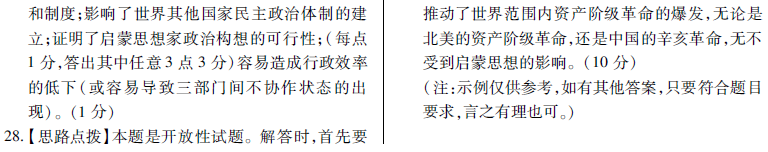 和制度;影响了世界其他国家民主政治体制的建
立;证明了启蒙思想家政治构想的可行性;(每点
1分,答出其中任意3点3分)容易造成行政效率
的低下(或容易导致三部门间不协作状态的出
现)。(1分)
28.【思路点拨】本题是开放性试题。解答时,首先要
推动了世界范围内资产阶级革命的爆发,无论是
北美的资产阶级革命,还是中国的辛亥革命,无不
受到启蒙思想的影响。(10分)
(注:示例仅供参考,如有其他答案,只要符合题目
要求,言之有理也可。)